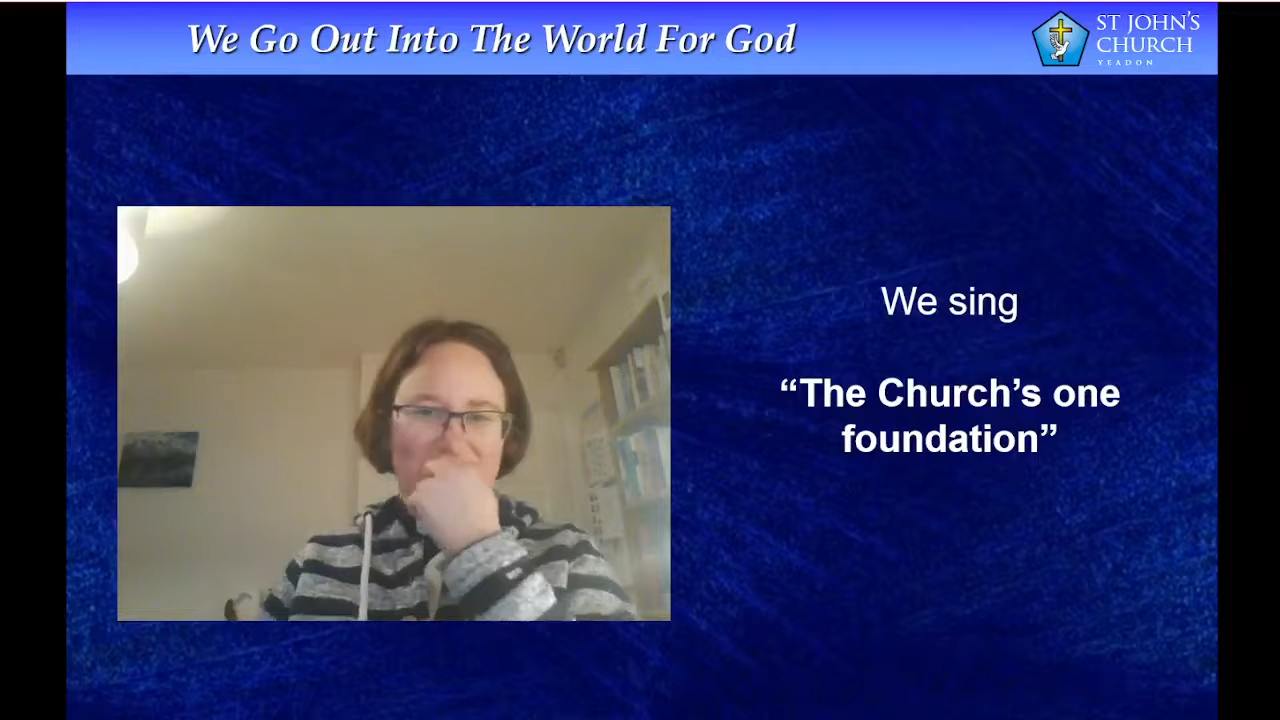 We Go Out Into The World For God
ST JOHN'S
CHURCH
YEADON
We sing
“The Church’s one
foundation”